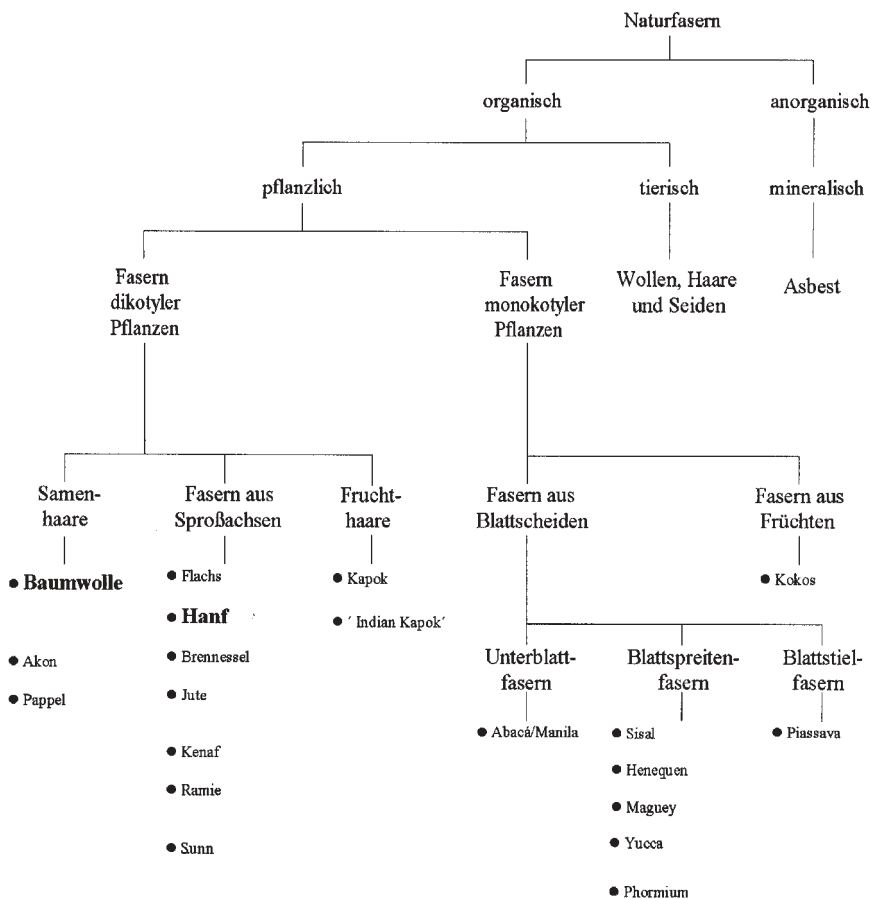 Naturfasern
organisch
anorganisch
pflanzlich
tierisch
mineralisch
Fasern
dikotyler
Pflanzen
Fasern
monokotyler
Pflanzen
Wollen, Haare
und Seiden
Asbest
Samen-
haare
Fasern aus
Sproßachsen
Frucht-
haare
Fasern aus
Blattscheiden
Fasern aus
Früchten
● Baumwolle
● Akon
● Pappel
● Flachs
● Hanf
● Brennessel
● Jute
● Kenaf
● Ramie
● Sunn
● Kapok
● ´ Indian Kapok´
● Kokos
Unterblatt-
fasern
Blattspreiten-
fasern
Blattstiel-
fasern
● Abacá/Manila
● Sisal
● Henequen
● Maguey
● Yucca
● Phormium
● Piassava